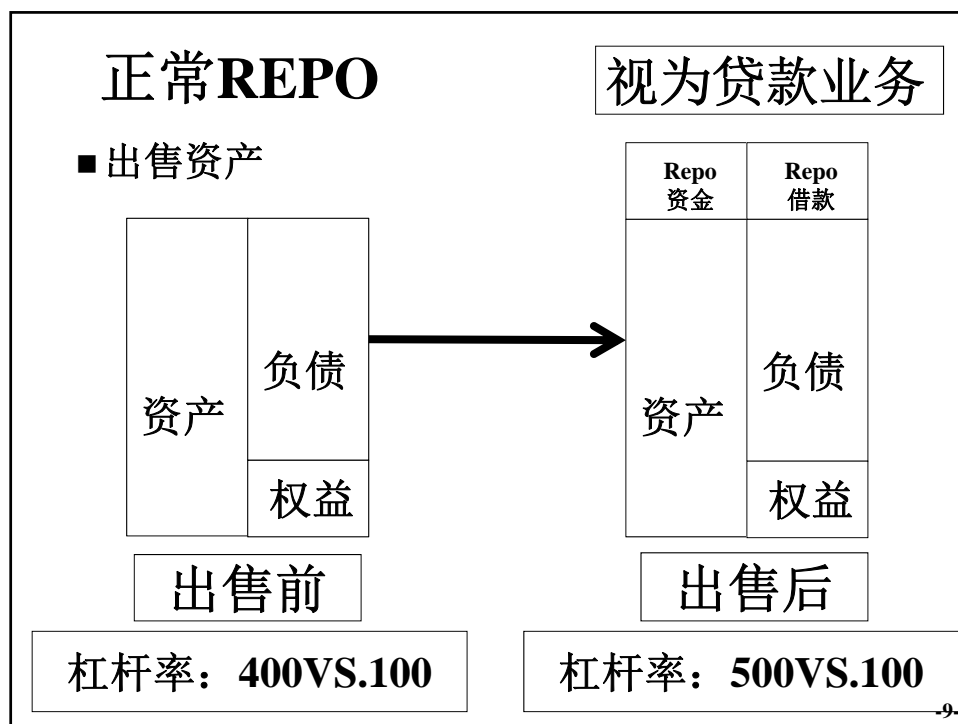 正常REPO
视为贷款业务
■出售资产
Repo
资金
Repo
借款
资产
负债
权益
资产
负债
权益
出售前
出售后
杠杆率：400VS.100
杠杆率：500VS.100
-9-